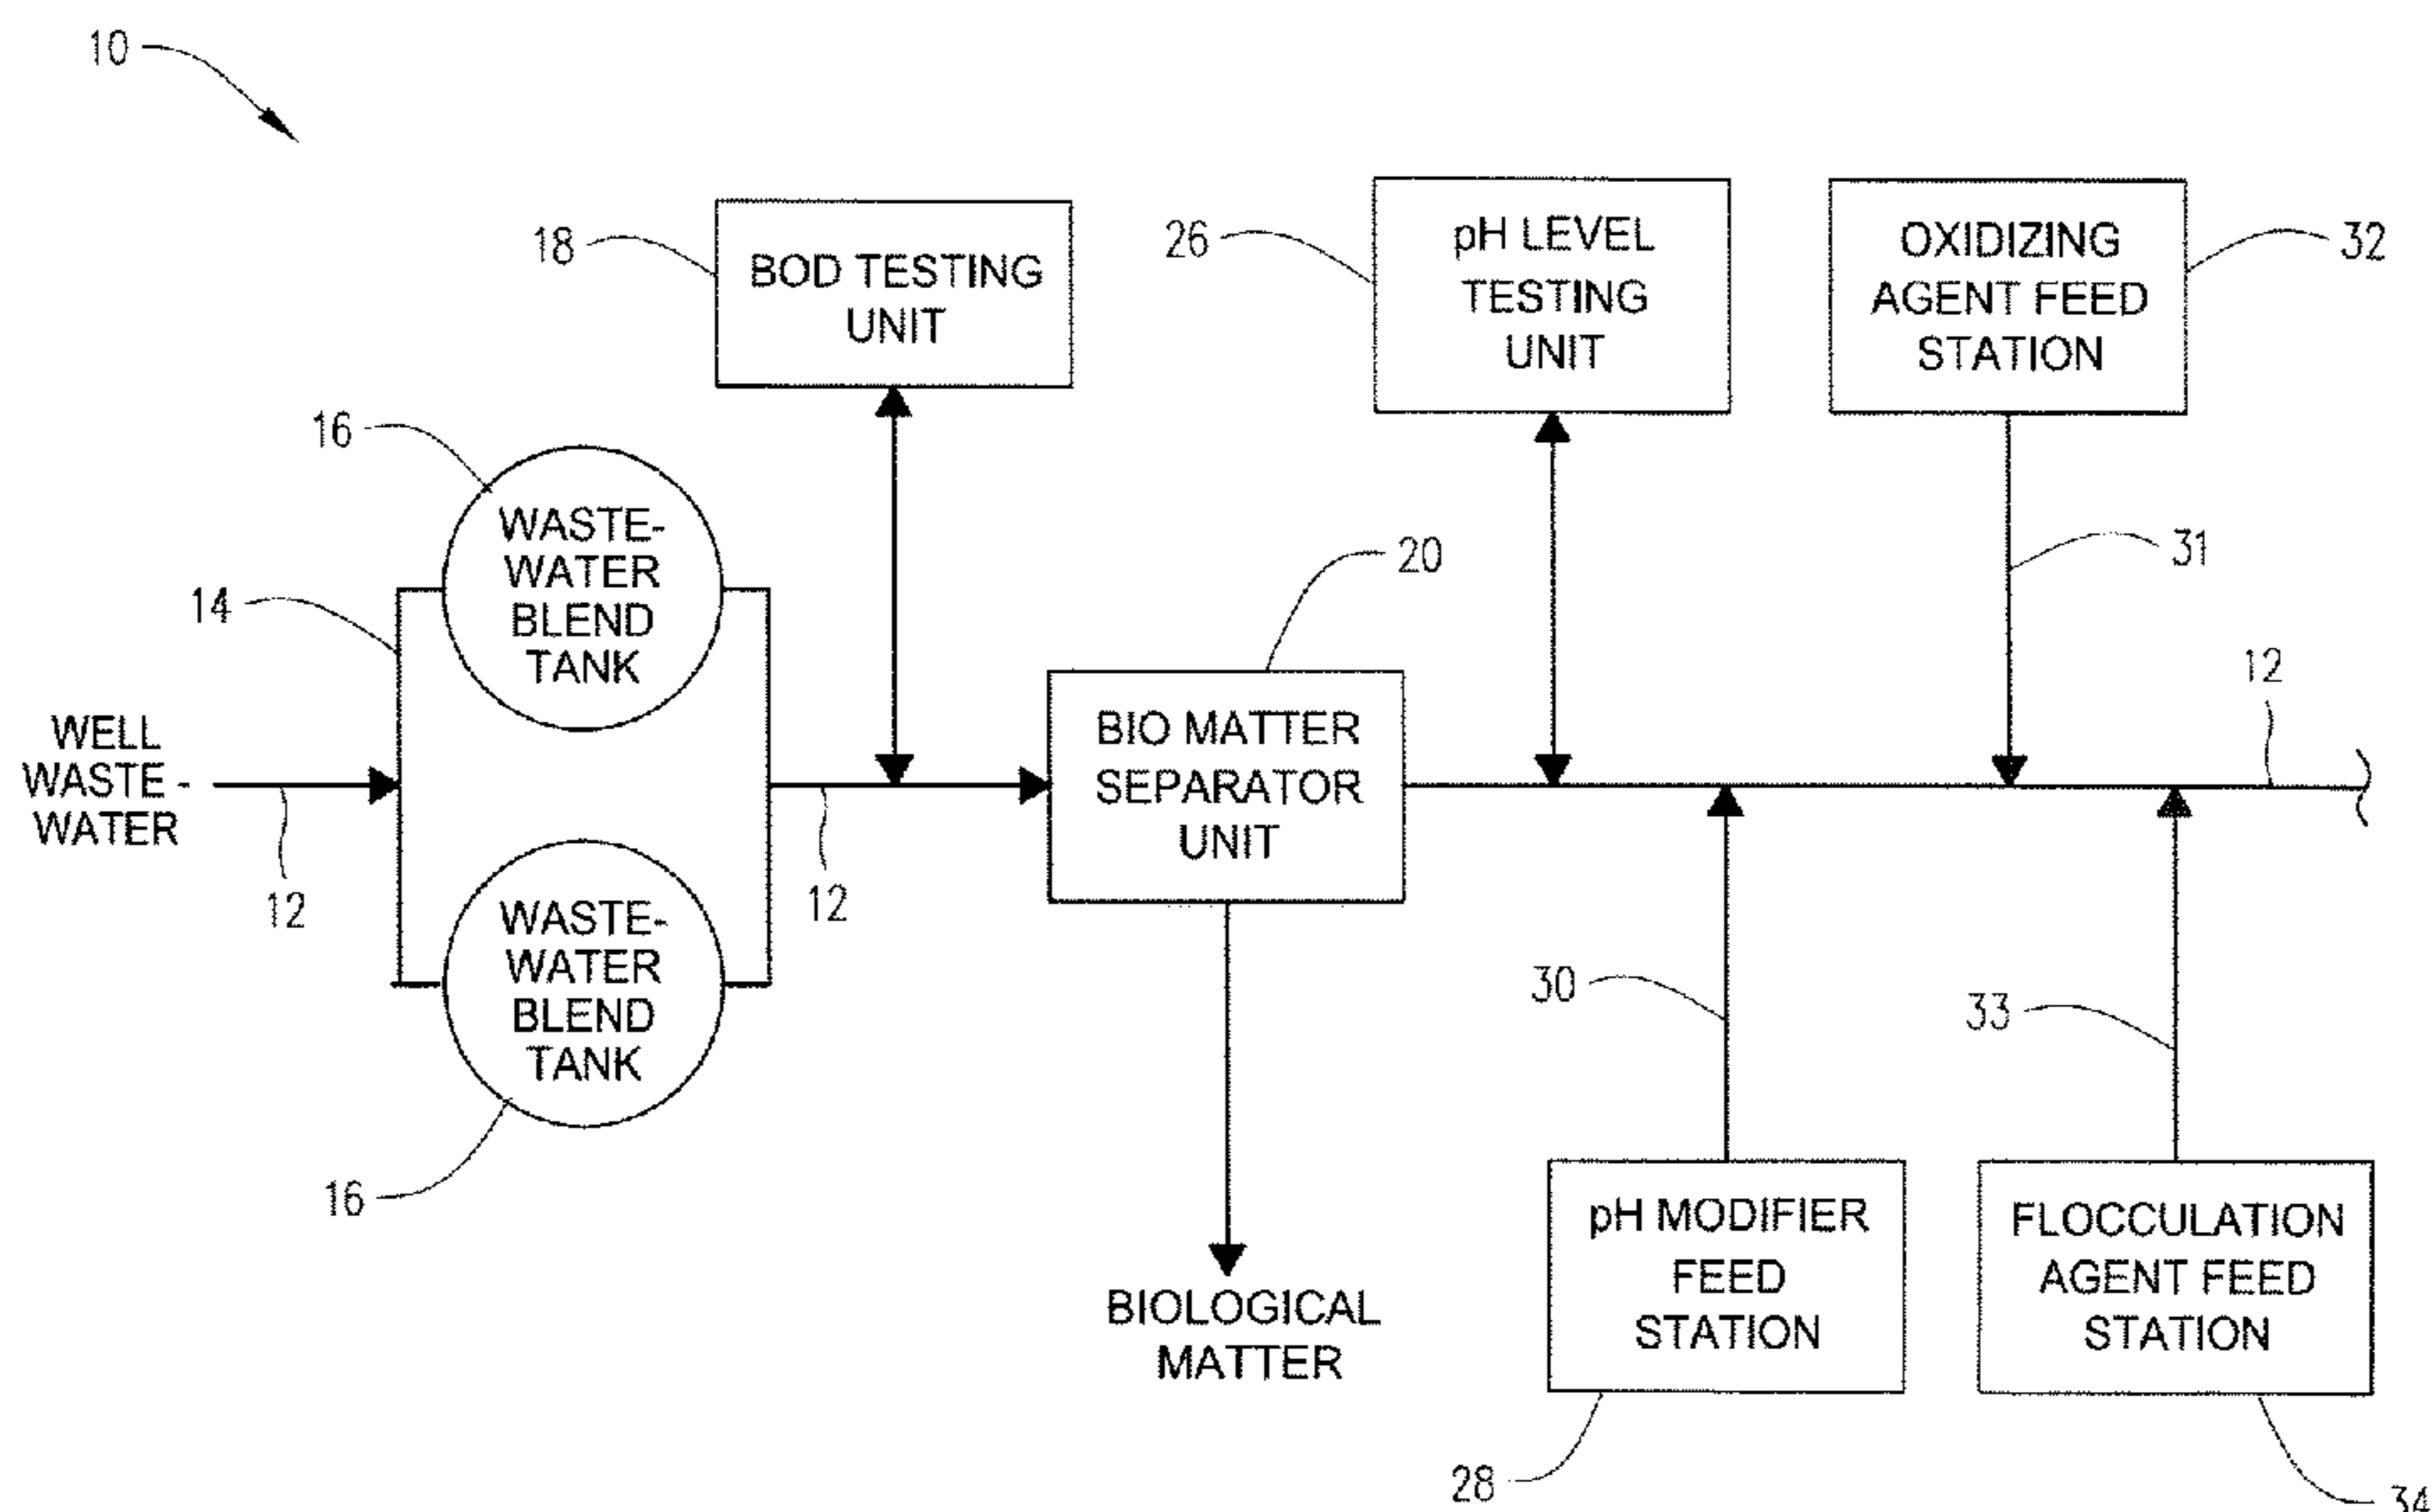 10
18
BOD TESTING
UNIT
26
pH LEVEL
TESTING
UNIT
OXIDIZING
AGENT FEED
STATION
32
16
WASTE-
WATER
BLEND
TANK
14
20
31
12
WELL
WASTE -
WATER
12
12
BIO MATTER
SEPARATOR
UNIT
WASTE-
WATER
BLEND
TANK
16
30
33
BIOLOGICAL
MATTER
pH MODIFIER
FEED
STATION
28
FLOCCULATION
AGENT FEED
STATION
34